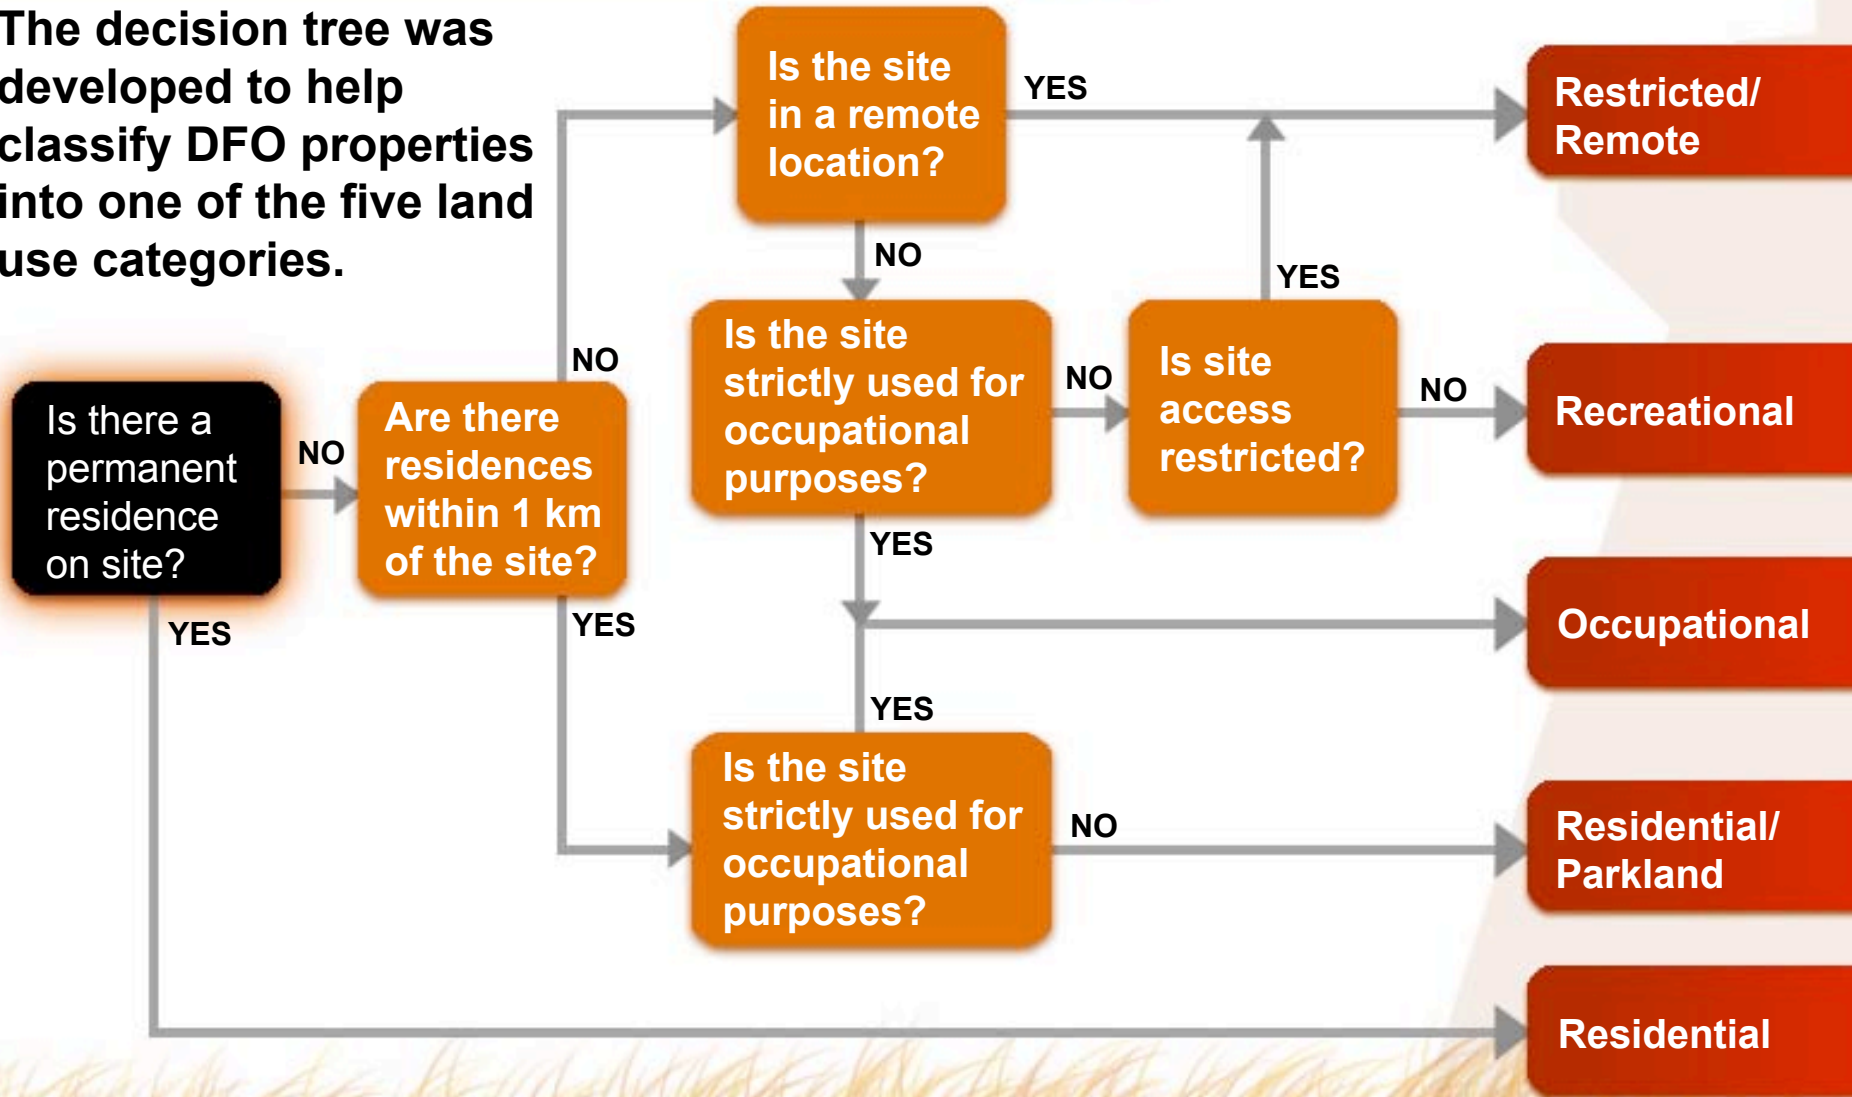 The decision tree was
developed to help
classify DFO properties
into one of the five land
use categories.
Is there a
permanent
residence
on site?
NO
YES
Are there
residences
within 1 km
of the site?
NO
YES
Is the site
in a remote
location?
YES
NO
Is the site
strictly used for
occupational
purposes?
NO
YES
Is site
access
restricted?
YES
NO
Is the site
strictly used for
occupational
purposes?
YES
NO
Restricted/
Remote
Recreational
Occupational
Residential/
Parkland
Residential